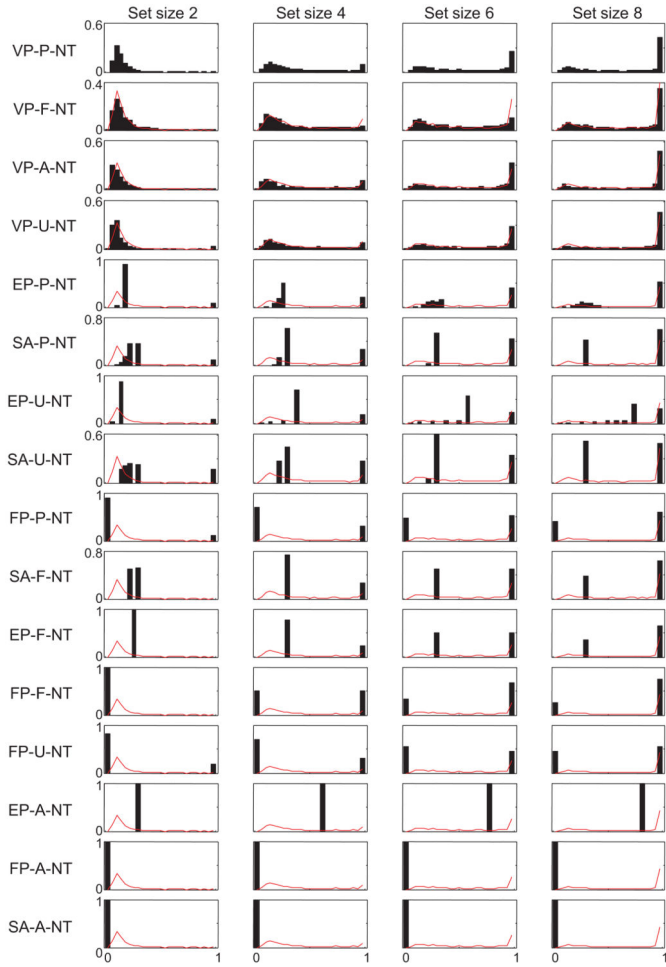 Set size 2 Set size 4 Set size 6 Set size 8
0.6
VP-P-NT
0
0.4
VP-F-NT
0
0.6
VP-A-NT
0
0.6
VP-U-NT
0
1
EP-P-NT
0
0.8
SA-P-NT
0
1
EP-U-NT
0
0.6
SA-U-NT
0
1
FP-P-NT
0
0.8
SA-F-NT
0
1
EP-F-NT
0
1
FP-F-NT
0
1
FP-U-NT
0
1
EP-A-NT
0
1
FP-A-NT
0
1
SA-A-NT
0
0 1 0 1 0 1 0 1